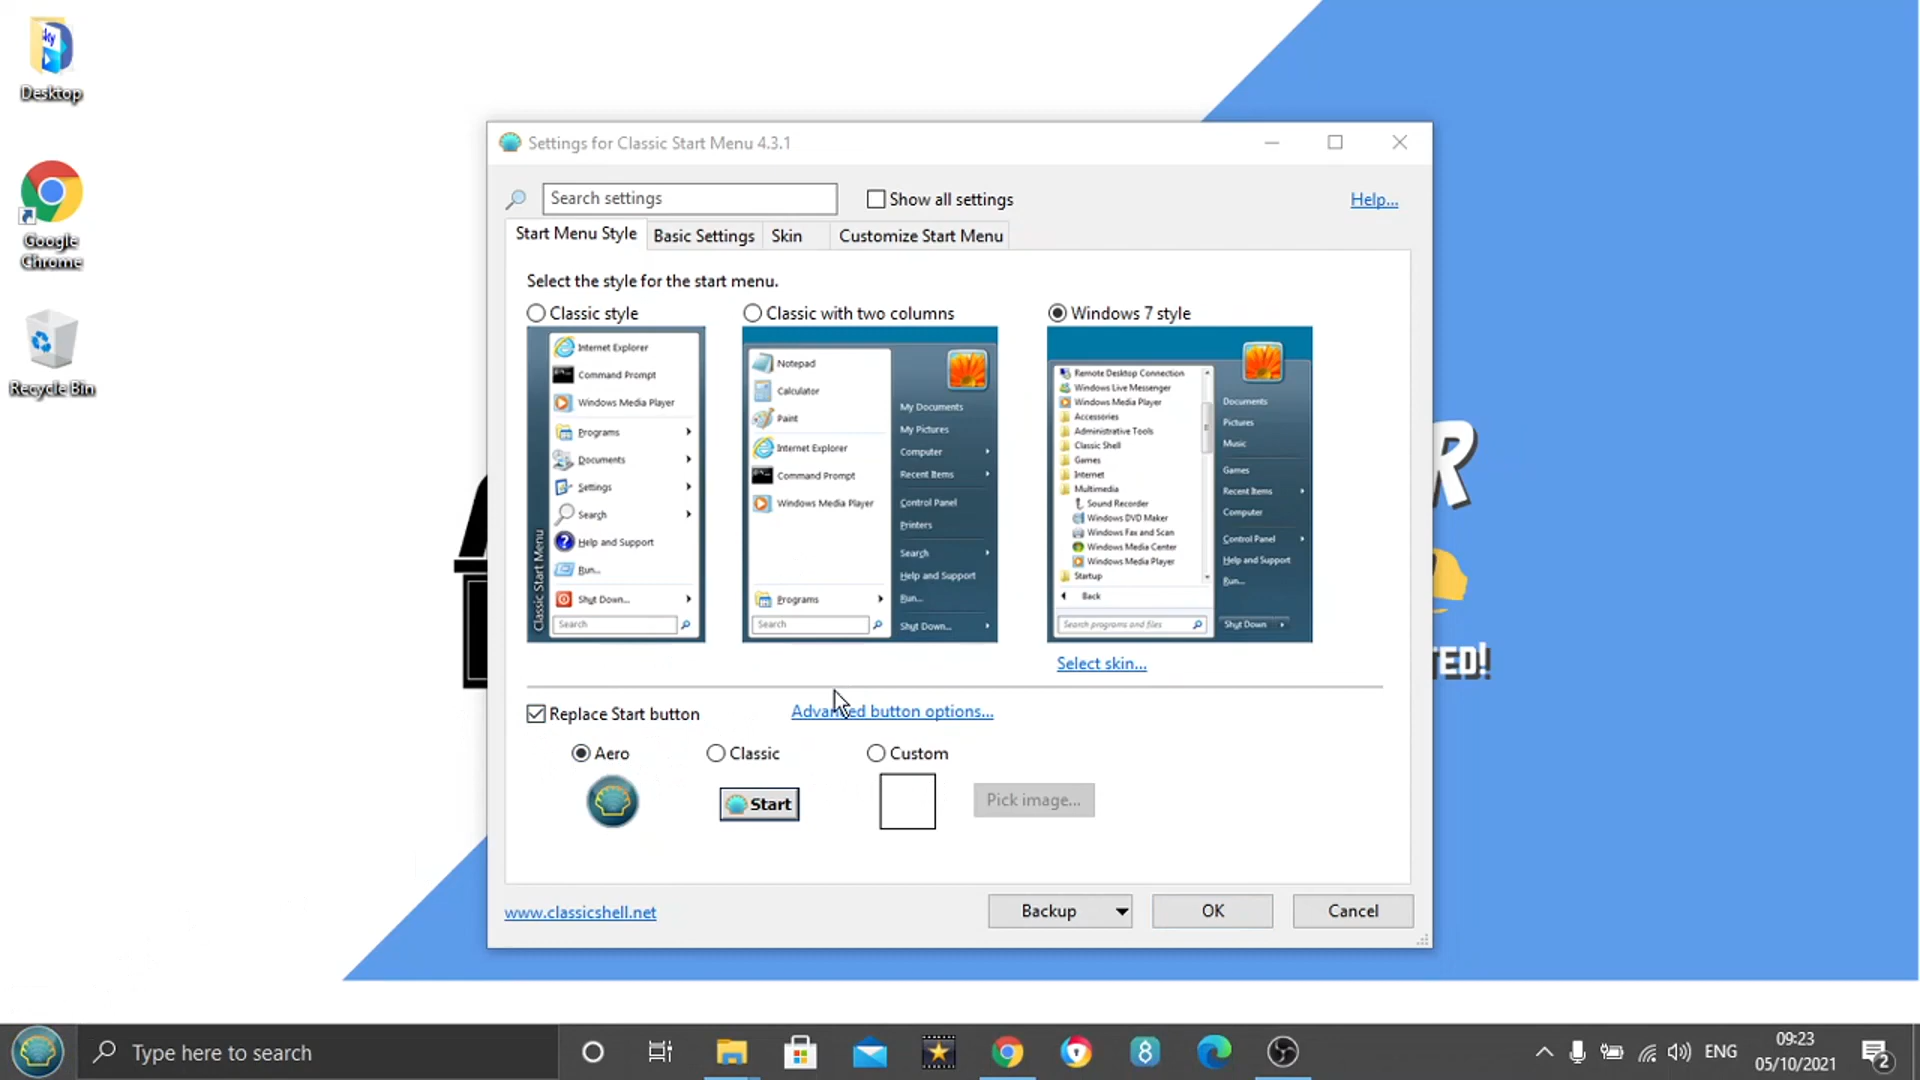 Desktop
Google
Chrome
Recycle Bin
Settings for Classic Start Menu 4.3.1
Search settings
Show all settings
Help...
Start Menu Style
Basic Settings
Skin
Customize Start Menu
Select the style for the start menu.
Classic style
Classic with two columns
Windows 7 style
Internet Explorer
Command Prompt
Windows Media Player
Programs
Documents
Settings
Search
Help and Support
Run...
Shut Down...
Search
Classic Start Menu
Notepad
Calculator
Paint
Internet Explorer
Command Prompt
Windows Media Player
Programs
Search
My Documents
My Pictures
Computer
Recent Items
Control Panel
Printers
Search
Help and Support
Run...
Shut Down...
Remote Desktop Connection
Windows Live Messenger
Windows Media Player
Accessories
Administrative Tools
Classic Shell
Games
Internet
Multimedia
Sound Recorder
Windows DVD Maker
Windows Fax and Scan
Windows Media Center
Windows Media Player
Startup
Back
Search programs and files
Documents
Pictures
Music
Games
Recent Items
Computer
Control Panel
Help and Support
Run...
Shut Down
Select skin...
R
TED!
Replace Start button
Advanced button options...
Aero
Classic
Custom
Start
Pick image...
www.classicshell.net
Backup
OK
Cancel
Type here to search
8
ENG
09:23
05/10/2021
2